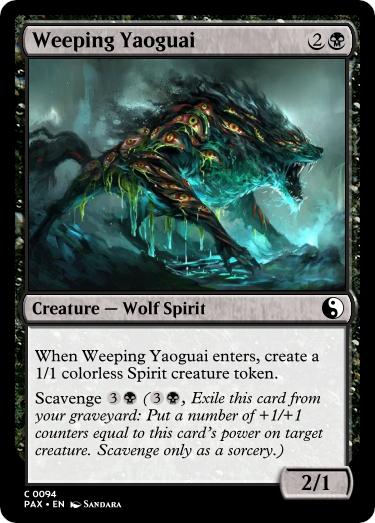 Weeping Yaoguai 2
Creature — Wolf Spirit
When Weeping Yaoguai enters, create a
1/1 colorless Spirit creature token.
Scavenge 3 (3, Exile this card from
your graveyard: Put a number of +1/+1
counters equal to this card's power on target
creature. Scavenge only as a sorcery.)
2/1
C 0094
PAX • EN Sandara